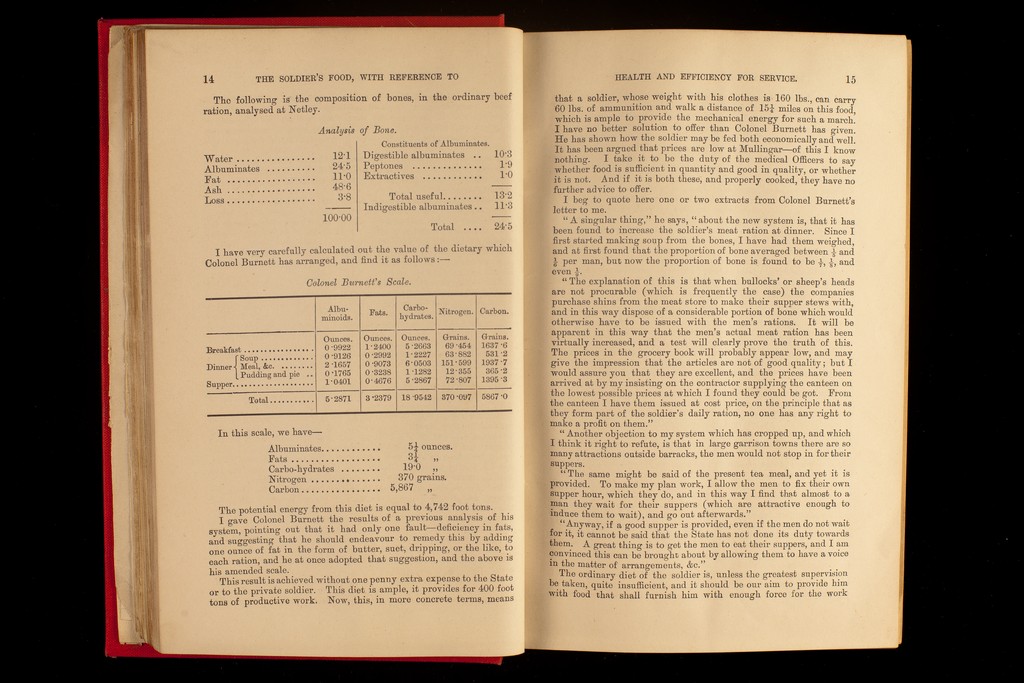 14 THE SOLDIER'S FOOD, WITH REFERENCE TO
The following is the composition of bones, in the ordinary beef
ration, analysed at Netley.
Analysis of Bone.
Constituents of Albuminates.
Water ................ 12·1 Digestible albuminates .. 10·3
Albuminates .......... 24·5 Peptones .............. 1·9
Fat .................. 11·0 Extractives ............ 1·0
Ash .................. 48·6
Loss .................. 3·8 Total useful........ 13·2
Indigestible albuminates .. 11·3
100·00
Total .... 24·5
I have very carefully calculated out the value of the dietary which
Colonel Burnett has arranged, and find it as follows:—
Colonel Burnett's Scale.
Albuminoids. Fats. Carbohydrates. Nitrogen. Carbon.
Ounces. Ounces. Ounces. Grains. Grains.
Breakfast ................ 0·9922 1·2400 5·2663 69·454 1637·6
Dinner Soup ............ 0·9126 0·2992 1·2227 63·882 531·2
Meal, &c. ........ 2·1657 0·9073 6·0503 151·599 1937·7
Pudding and pie .. 0·1765 0·3238 1·1282 12·355 365·2
Supper.................... 1·0401 0·4676 5·2867 72·807 1395·3
Total........... 5·2871 3·2379 18·9542 370·097 5867·0
In this scale, we have—
Albuminates............ 5¼ ounces.
Fats .................. 3¼ „
Carbo-hydrates ........ 19·0 „
Nitrogen .............. 370 grains.
Carbon ................ 5,867 „
The potential energy from this diet is equal to 4,742 foot tons.
I gave Colonel Burnett the results of a previous analysis of his
system, pointing out that it had only one fault—deficiency in fats,
and suggesting that he should endeavour to remedy this by adding
one ounce of fat in the form of butter, suet, dripping, or the like, to
each ration, and he at once adopted that suggestion, and the above is
his amended scale.
This result is achieved without one penny extra expense to the State
or to the private soldier. This diet is ample, it provides for 400 foot
tons of productive work. Now, this, in more concrete terms, means
HEALTH AND EFFICIENCY FOR SERVICE. 15
that a soldier, whose weight with his clothes is 160 lbs., can carry
60 lbs. of ammunition and walk a distance of 15¼ miles on this food,
which is ample to provide the mechanical energy for such a march.
I have no better solution to offer than Colonel Burnett has given.
He has shown how the soldier may be fed both economically and well.
It has been argued that prices are low at Mullingar—of this I know
nothing. I take it to be the duty of the medical Officers to say
whether food is sufficient in quantity and good in quality, or whether
it is not. And if it is both these, and properly cooked, they have no
further advice to offer.
I beg to quote here one or two extracts from Colonel Burnett's
letter to me.
"A singular thing," he says, "about the new system is, that it has
been found to increase the soldier's meat ration at dinner. Since I
first started making soup from the bones, I have had them weighed,
and at first found that the proportion of bone averaged between and
per man, but now the proportion of bone is found to be and
even
"The explanation of this is that when bullocks' or sheep's heads
are not procurable (which is frequently the case) the companies
purchase shins from the meat store to make their supper stews with,
and in this way dispose of a considerable portion of bone which would
otherwise have to be issued with the men's rations. It will be
apparent in this way that the men's actual meat ration has been
virtually increased, and a test will clearly prove the truth of this.
The prices in the grocery book will probably appear low, and may
give the impression that the articles are not of good quality; but I
would assure you that they are excellent, and the prices have been
arrived at by my insisting on the contractor supplying the canteen on
the lowest possible prices at which I found they could be got. From
the canteen I have them issued at cost price, on the principle that as
they form part of the soldier's daily ration, no one has any right to
make a profit on them."
"Another objection to my system which has cropped up, and which
I think it right to refute, is that in large garrison towns there are so
many attractions outside barracks, the men would not stop in for their
suppers.
"The same might be said of the present tea meal, and yet it is
provided. To make my plan work, I allow the men to fix their own
supper hour, which they do, and in this way I find that almost to a
man they wait for their suppers (which are attractive enough to
induce them to wait), and go out afterwards."
"Anyway, if a good supper is provided, even if the men do not wait
for it, it cannot be said that the State has not done its duty towards
them. A great thing is to get the men to eat their suppers, and I am
convinced this can be brought about by allowing them to have a voice
in the matter of arrangements, &c."
The ordinary diet of the soldier is, unless the greatest supervision
be taken, quite insufficient, and it should be our aim to provide him
with food that shall furnish him with enough force for the work